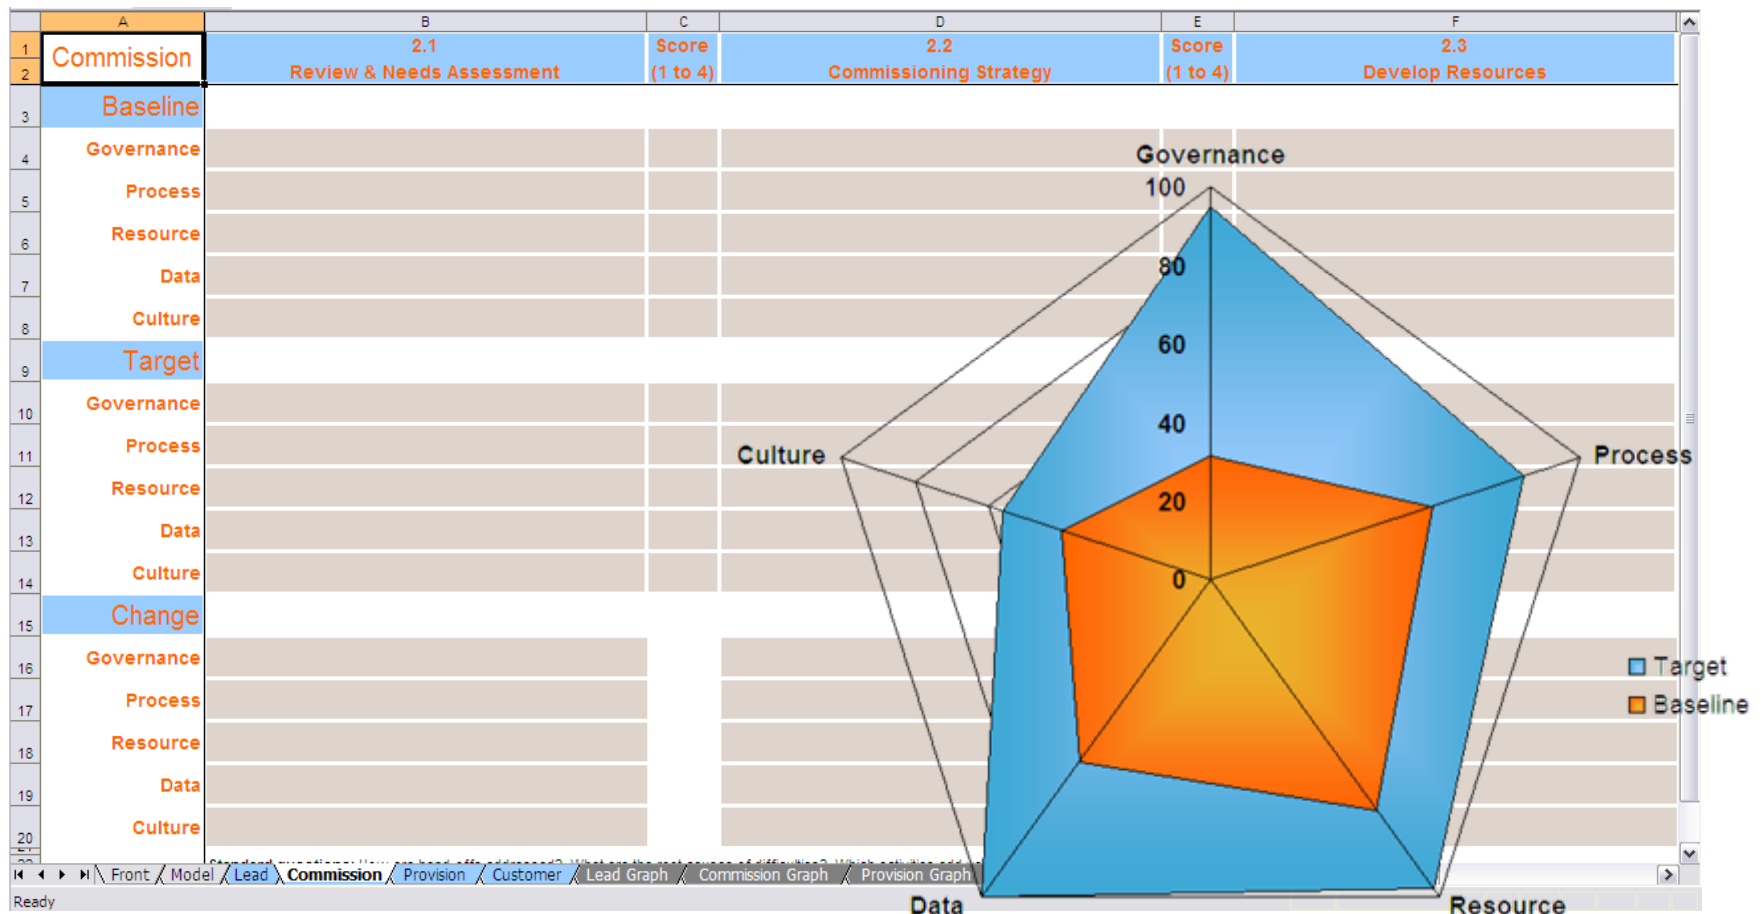 A B C D E F
1 Commission 2.1 Score 2.2 Score 2.3
2 Review & Needs Assessment (1 to 4) Commissioning Strategy (1 to 4) Develop Resources
3 Baseline
4 Governance
5 Process
6 Resource
7 Data
8 Culture
9 Target
10 Governance
11 Process
12 Resource
13 Data
14 Culture
15 Change
16 Governance
17 Process
18 Resource
19 Data
20 Culture
Governance
100
80
60
40
20
0
Culture
Process
Target
Baseline
Data
Resource
Front Model Lead Commission Provision Customer Lead Graph Commission Graph Provision Graph
Ready